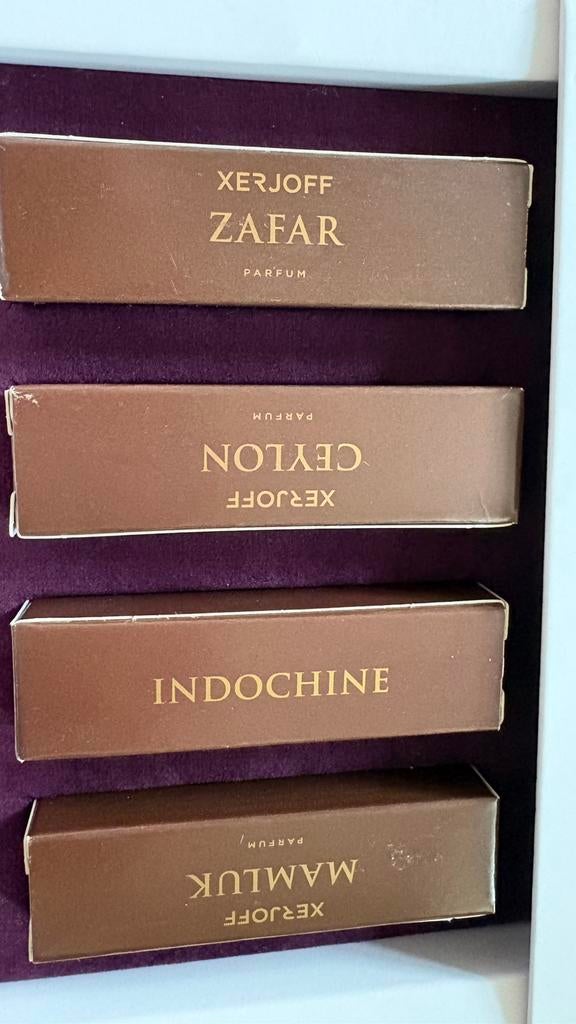 XERJOFF
ZAFAR
PARFUM
XERJOFF
CEYLON
PARFUM
INDOCHINE
XERJOFF
MAMLUK
PARFUM